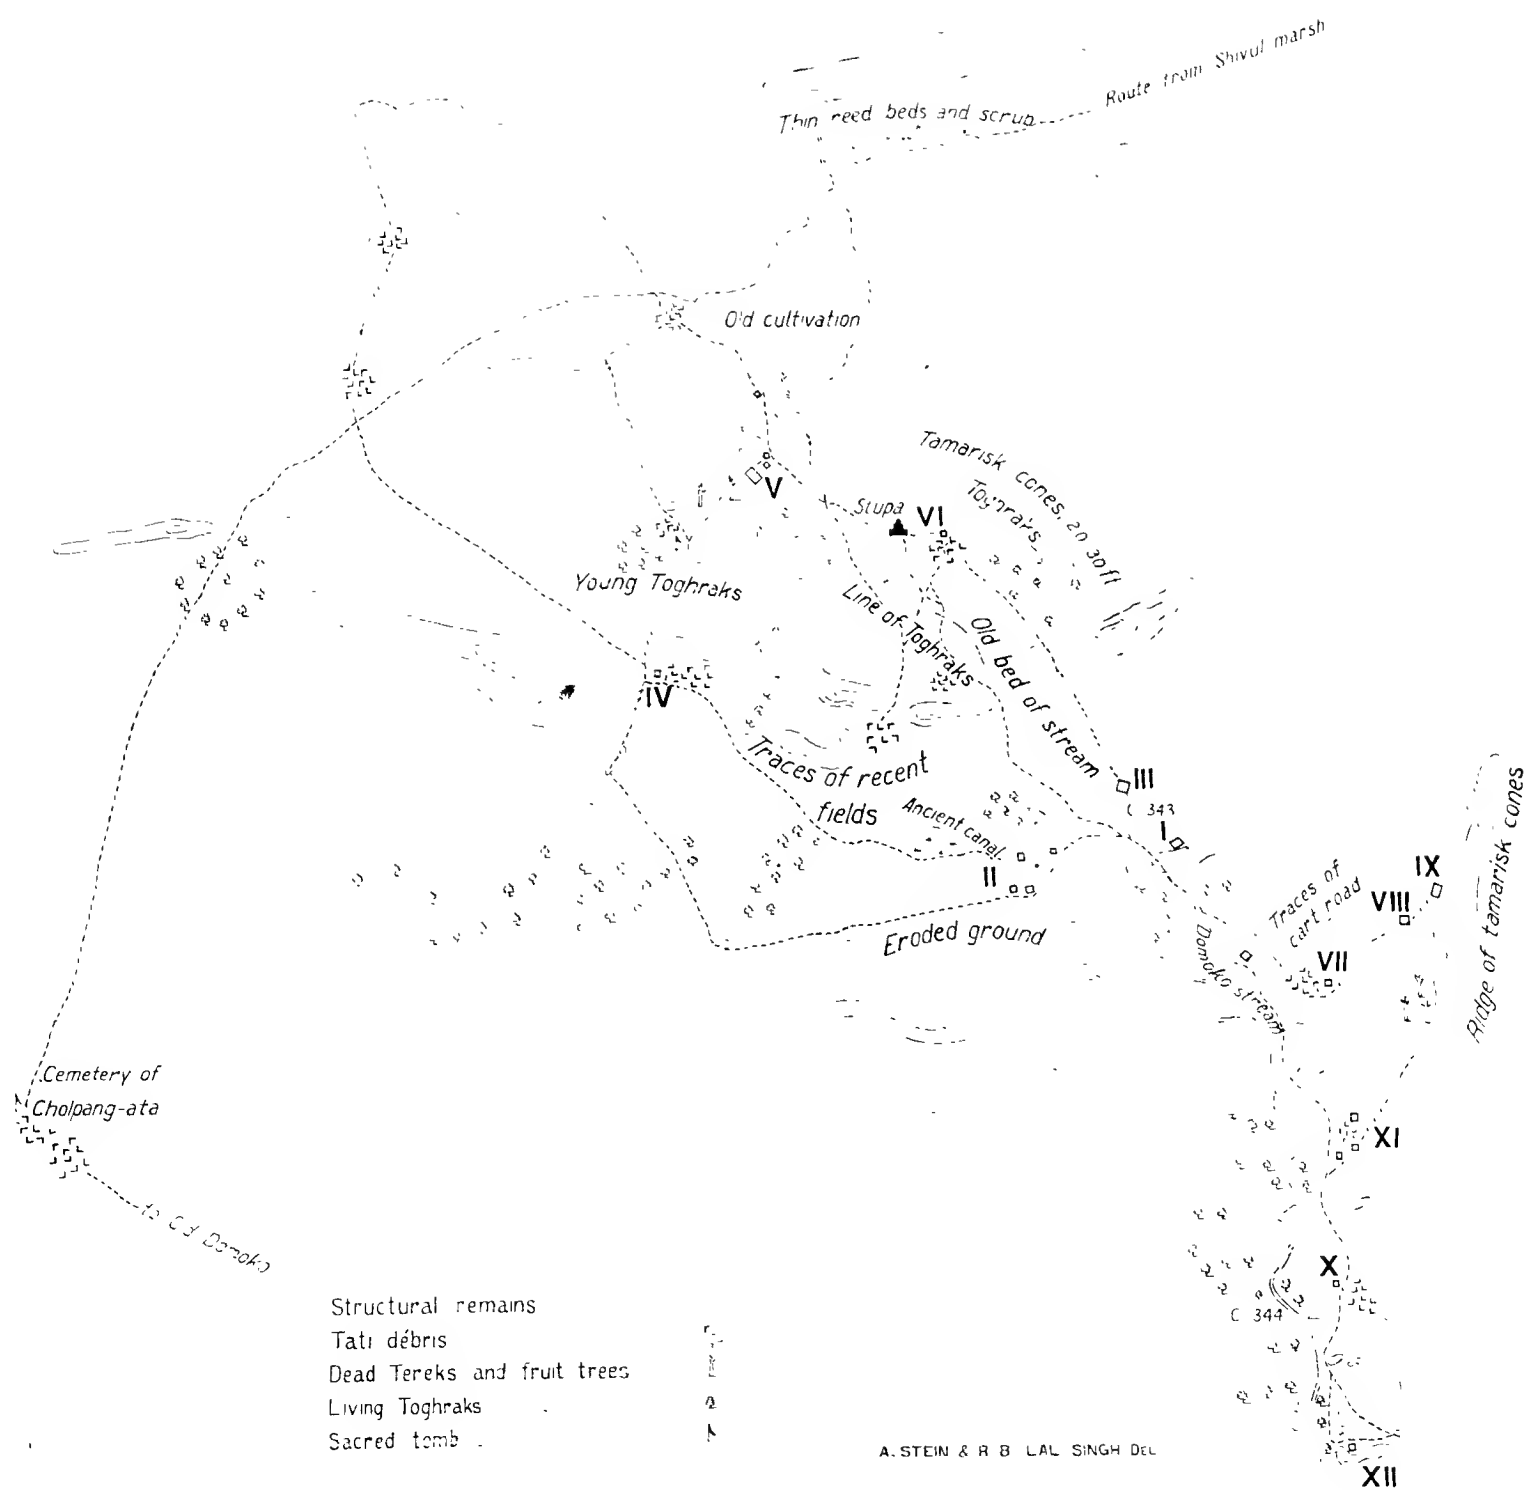 Route from Shivul marsh
Thin reed beds and scrub
Old cultivation
Tamarisk cones, 20 30ft
Toghraks
V
Stupa
VI
Young Toghraks
Line of Toghraks
Old bed of stream
IV
Traces of recent
fields
Ancient canal
III
C 343
I
II
Eroded ground
Traces of
cart road
IX
VIII
VII
Ridge of tamarisk cones
Domoko stream
Cemetery of
Cholpang-ata
to Old Domoko
XI
X
C 344
XII
Structural remains
Tati débris
Dead Tereks and fruit trees
Living Toghraks
Sacred tomb
A. STEIN & R B LAL SINGH DEL